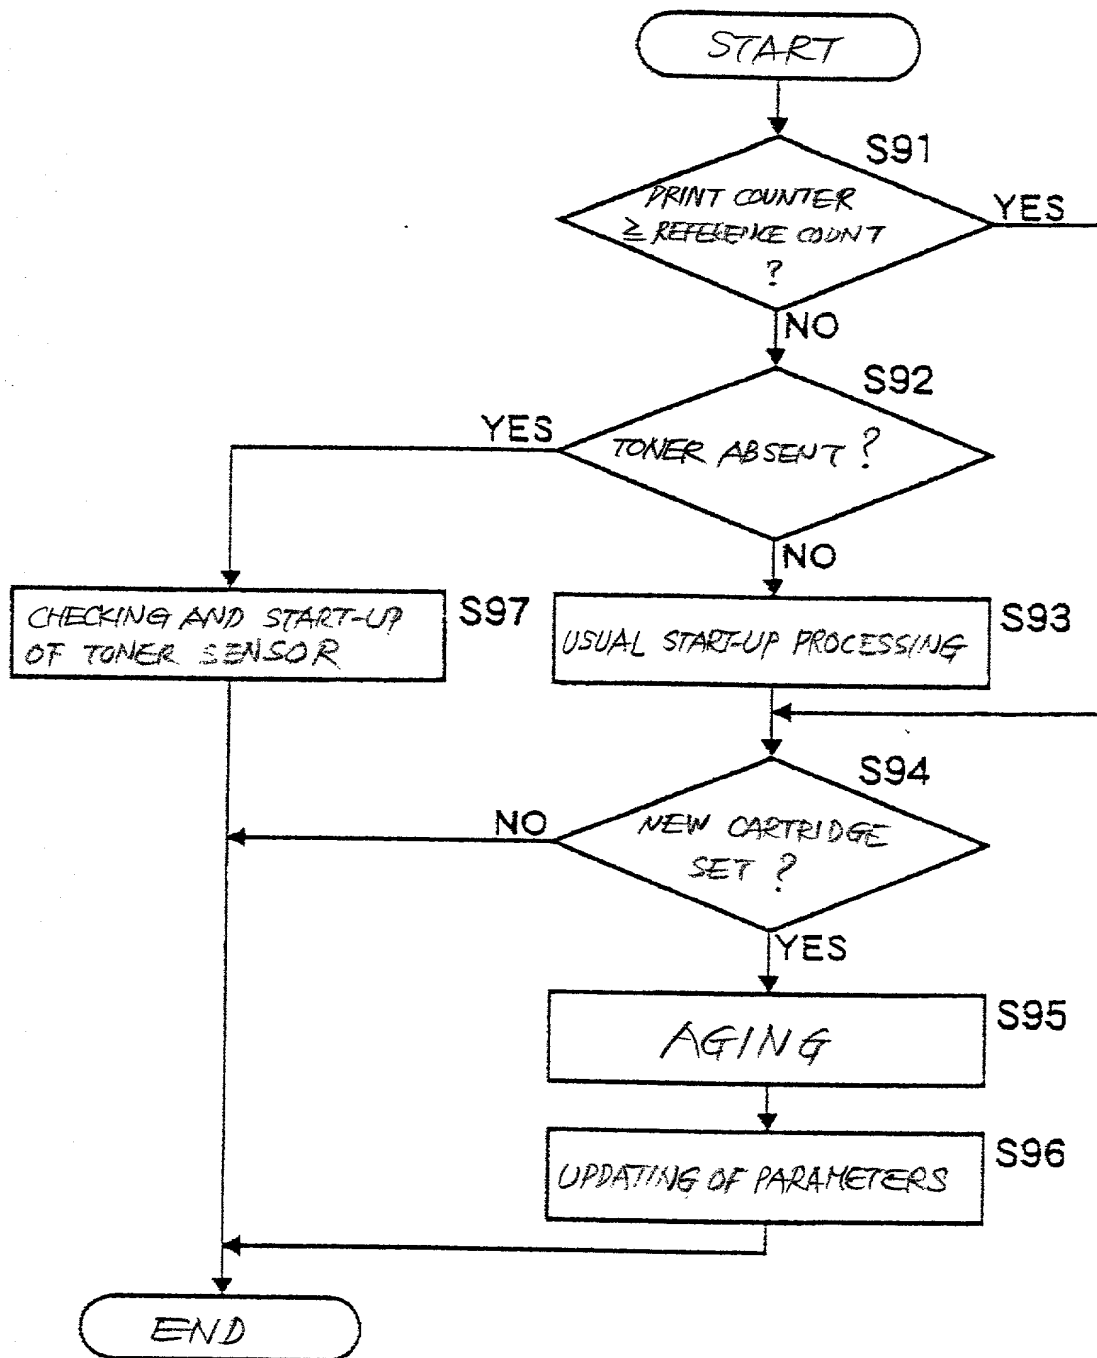 START
S91
PRINT COUNTER
≧ REFERENCE COUNT
?
YES
NO
S92
YES
TONER ABSENT ?
NO
CHECKING AND START-UP
OF TONER SENSOR
S97
USUAL START-UP PROCESSING
S93
S94
NO
NEW CARTRIDGE
SET ?
YES
AGING
S95
UPDATING OF PARAMETERS
S96
END